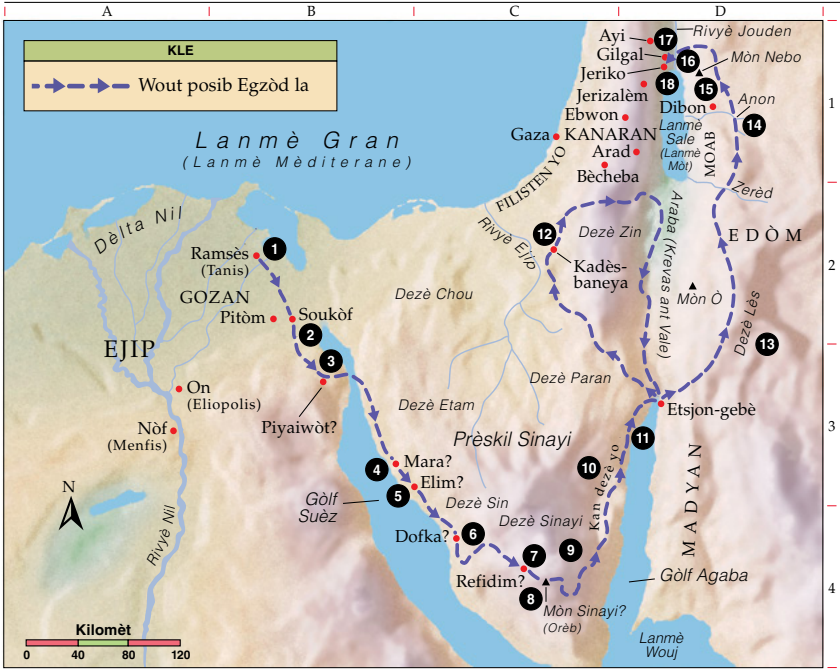 A B C D
KLE
Wout posib Egzòd la
1
2
3
4
Lanmè Gran
(Lanmè Mèditerane)
Ayi
17
Rivyè Jouden
Gilgal
16
Mòn Nebo
Jeriko
18
15
Jerizalèm
Dibon
Anon
14
Ebwon
Gaza
KANARAN
Lanmè
Sale
(Lanmè
Mòt)
MOAB
Arad
Bècheba
FILISTEN YO
Zerèd
Dèlta Nil
Rivyè Ejip
12
Dezè Zin
Araba (Krevas ant Vale)
EDÒM
1
Ramsès
(Tanis)
Kadès-
baneya
Dezè Chou
Mòn Ò
GOZAN
Pitòm
Soukòf
2
Dezè Lès
13
EJIP
3
Dezè Paran
On
(Eliopolis)
Piyaiwòt?
Dezè Etam
Etsjon-gebè
Nòf
(Menfis)
Prèskil Sinayi
11
Mara?
4
10
Kan dezè yo
Elim?
5
N
Gòlf
Suèz
Dezè Sin
Dezè Sinayi
MADYAN
Rivyè Nil
Dofka?
6
7
9
Refidim?
8
Gòlf Agaba
Mòn Sinayi?
(Orèb)
Kilomèt
0 40 80 120
Lanmè
Wouj